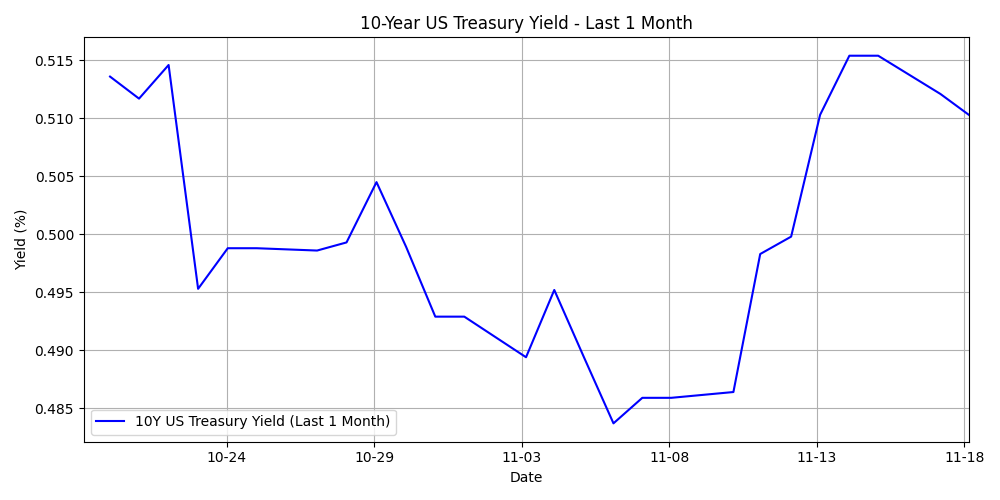 10-Year US Treasury Yield - Last 1 Month
0.515
0.510
0.505
0.500
0.495
0.490
0.485
Yield (%)
10Y US Treasury Yield (Last 1 Month)
10-24 10-29 11-03 11-08 11-13 11-18
Date